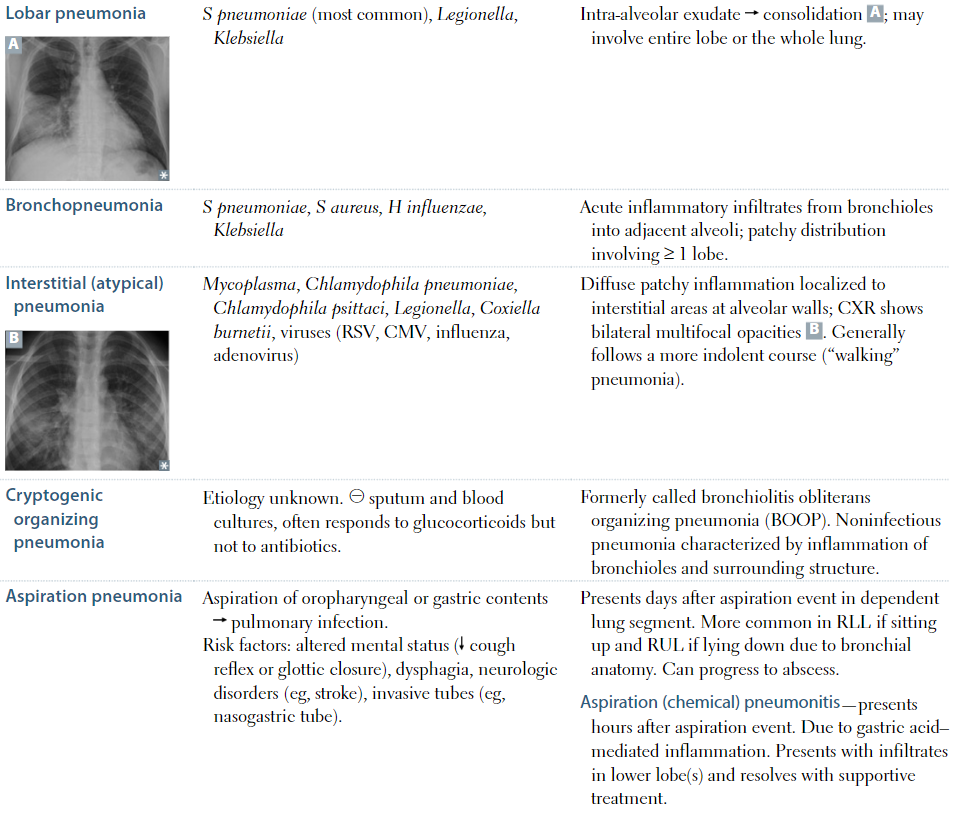 Lobar pneumonia
A
*
S pneumoniae (most common), Legionella,
Klebsiella
Intra-alveolar exudate → consolidation A; may
involve entire lobe or the whole lung.
Bronchopneumonia
S pneumoniae, S aureus, H influenzae,
Klebsiella
Acute inflammatory infiltrates from bronchioles
into adjacent alveoli; patchy distribution
involving ≥ 1 lobe.
Interstitial (atypical)
pneumonia
B
*
Mycoplasma, Chlamydophila pneumoniae,
Chlamydophila psittaci, Legionella, Coxiella
burnetii, viruses (RSV, CMV, influenza,
adenovirus)
Diffuse patchy inflammation localized to
interstitial areas at alveolar walls; CXR shows
bilateral multifocal opacities B. Generally
follows a more indolent course (“walking”
pneumonia).
Cryptogenic
organizing
pneumonia
Etiology unknown. ⊖ sputum and blood
cultures, often responds to glucocorticoids but
not to antibiotics.
Formerly called bronchiolitis obliterans
organizing pneumonia (BOOP). Noninfectious
pneumonia characterized by inflammation of
bronchioles and surrounding structure.
Aspiration pneumonia
Aspiration of oropharyngeal or gastric contents
→ pulmonary infection.
Risk factors: altered mental status (↓ cough
reflex or glottic closure), dysphagia, neurologic
disorders (eg, stroke), invasive tubes (eg,
nasogastric tube).
Presents days after aspiration event in dependent
lung segment. More common in RLL if sitting
up and RUL if lying down due to bronchial
anatomy. Can progress to abscess.
Aspiration (chemical) pneumonitis—presents
hours after aspiration event. Due to gastric acid–
mediated inflammation. Presents with infiltrates
in lower lobe(s) and resolves with supportive
treatment.